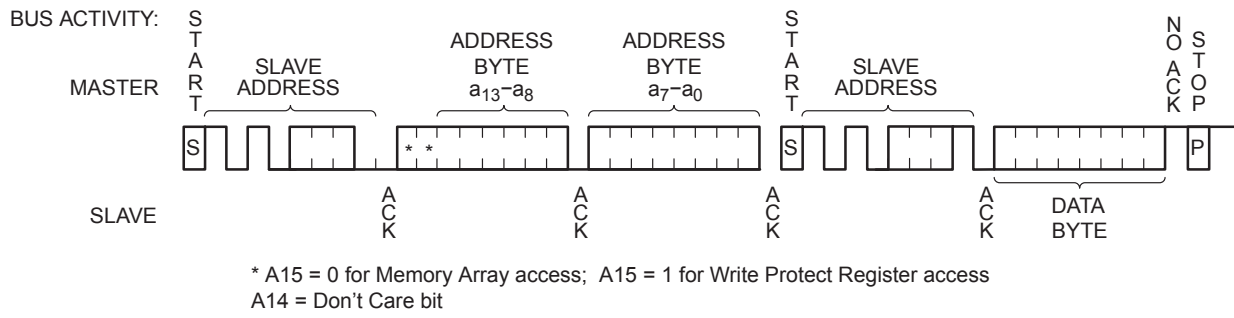 BUS ACTIVITY:
MASTER
START
SLAVE
ADDRESS
ADDRESS
BYTE
a13–a8
ADDRESS
BYTE
a7–a0
START
SLAVE
ADDRESS
NO ACK
STOP
S
* *
S
P
SLAVE
ACK
ACK
ACK
ACK
DATA
BYTE
* A15 = 0 for Memory Array access; A15 = 1 for Write Protect Register access
A14 = Don't Care bit